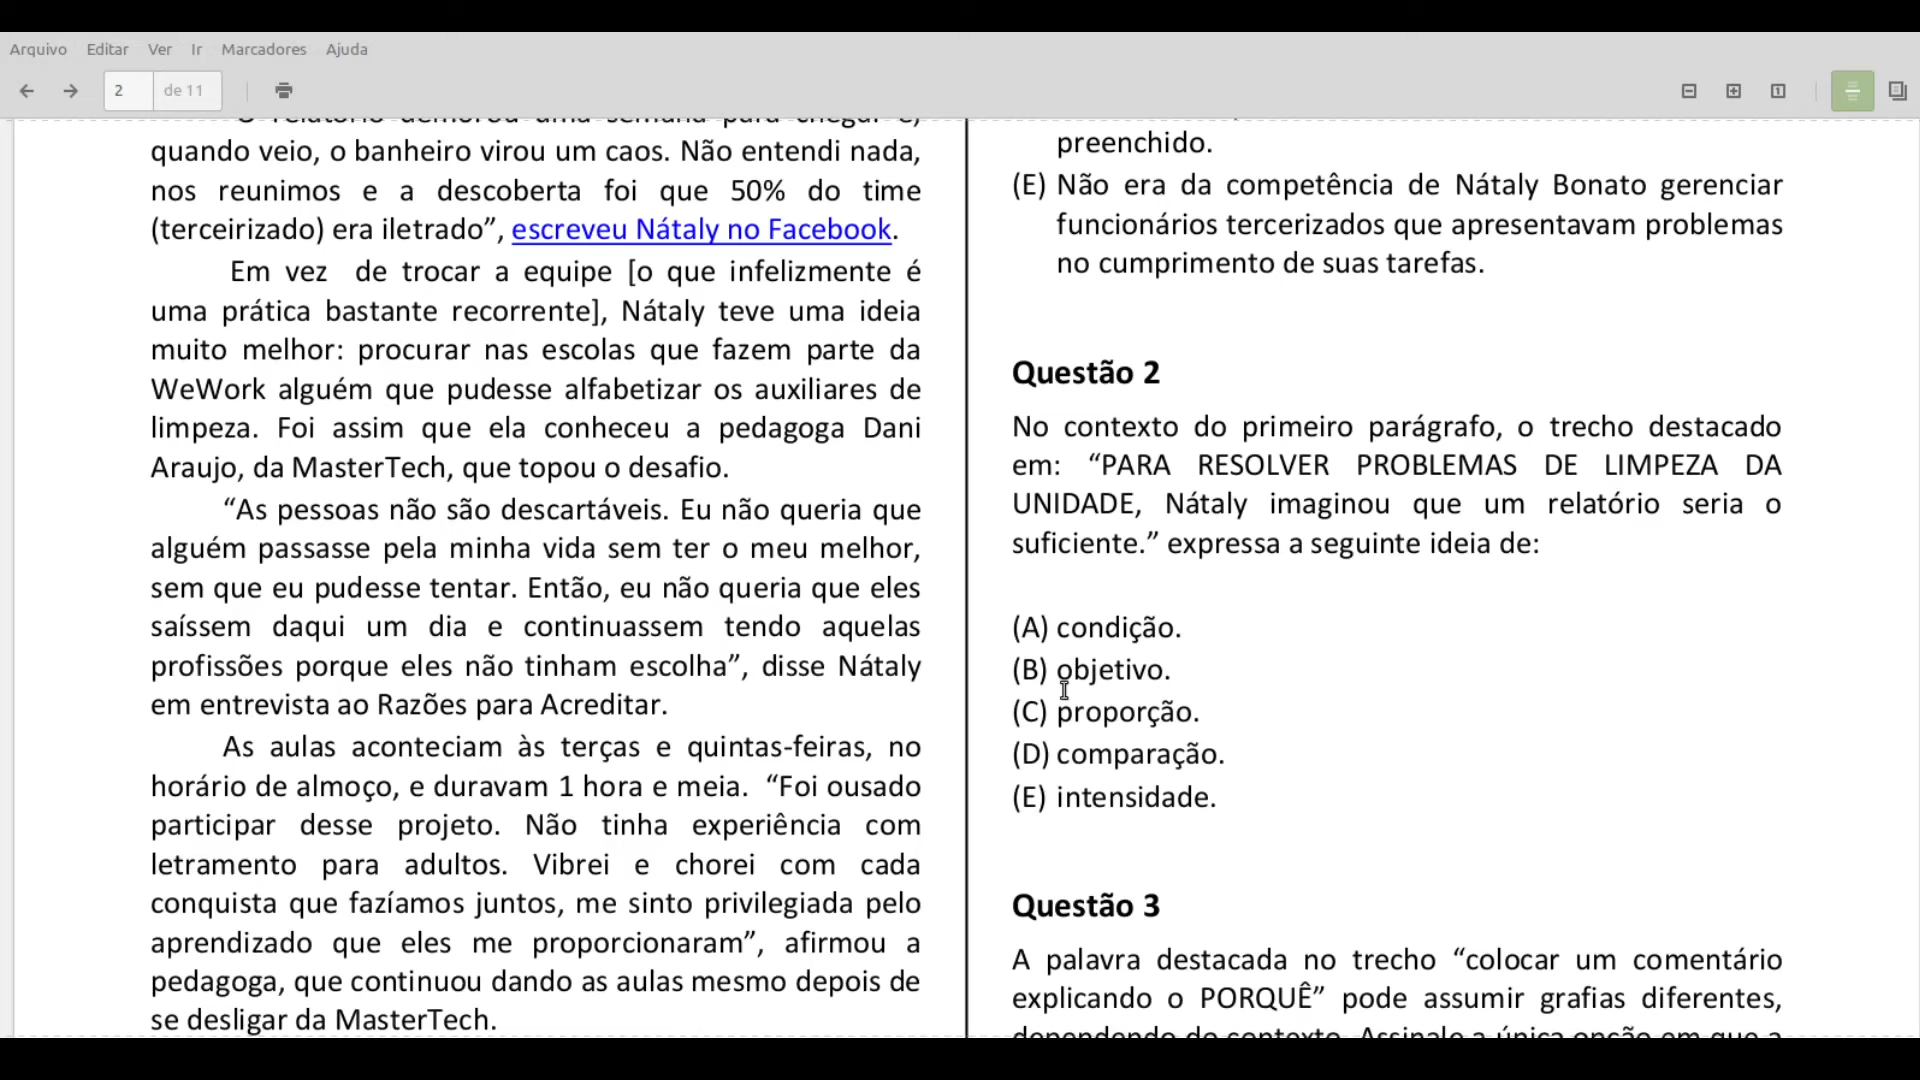 Arquivo Editar Ver Ir Marcadores Ajuda
2 de 11
quando veio, o banheiro virou um caos. Não entendi nada,
nos reunimos e a descoberta foi que 50% do time
(terceirizado) era iletrado”, escreveu Nátaly no Facebook.
Em vez de trocar a equipe [o que infelizmente é
uma prática bastante recorrente], Nátaly teve uma ideia
muito melhor: procurar nas escolas que fazem parte da
WeWork alguém que pudesse alfabetizar os auxiliares de
limpeza. Foi assim que ela conheceu a pedagoga Dani
Araujo, da MasterTech, que topou o desafio.
“As pessoas não são descartáveis. Eu não queria que
alguém passasse pela minha vida sem ter o meu melhor,
sem que eu pudesse tentar. Então, eu não queria que eles
saíssem daqui um dia e continuassem tendo aquelas
profissões porque eles não tinham escolha”, disse Nátaly
em entrevista ao Razões para Acreditar.
As aulas aconteciam às terças e quintas-feiras, no
horário de almoço, e duravam 1 hora e meia. “Foi ousado
participar desse projeto. Não tinha experiência com
letramento para adultos. Vibrei e chorei com cada
conquista que fazíamos juntos, me sinto privilegiada pelo
aprendizado que eles me proporcionaram”, afirmou a
pedagoga, que continuou dando as aulas mesmo depois de
se desligar da MasterTech.
preenchido.
(E) Não era da competência de Nátaly Bonato gerenciar
funcionários tercerizados que apresentavam problemas
no cumprimento de suas tarefas.
Questão 2
No contexto do primeiro parágrafo, o trecho destacado
em: “PARA RESOLVER PROBLEMAS DE LIMPEZA DA
UNIDADE, Nátaly imaginou que um relatório seria o
suficiente.” expressa a seguinte ideia de:
(A) condição.
(B) objetivo.
(C) proporção.
(D) comparação.
(E) intensidade.
Questão 3
A palavra destacada no trecho “colocar um comentário
explicando o PORQUÊ” pode assumir grafias diferentes,
dependendo do contexto. Assinale a única opção em que a